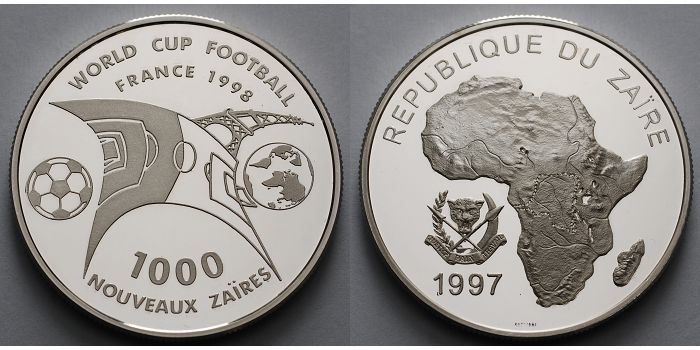 WORLD CUP FOOTBALL
FRANCE 1998
1000
NOUVEAUX ZAÏRES
REPUBLIQUE DU ZAÏRE
1997